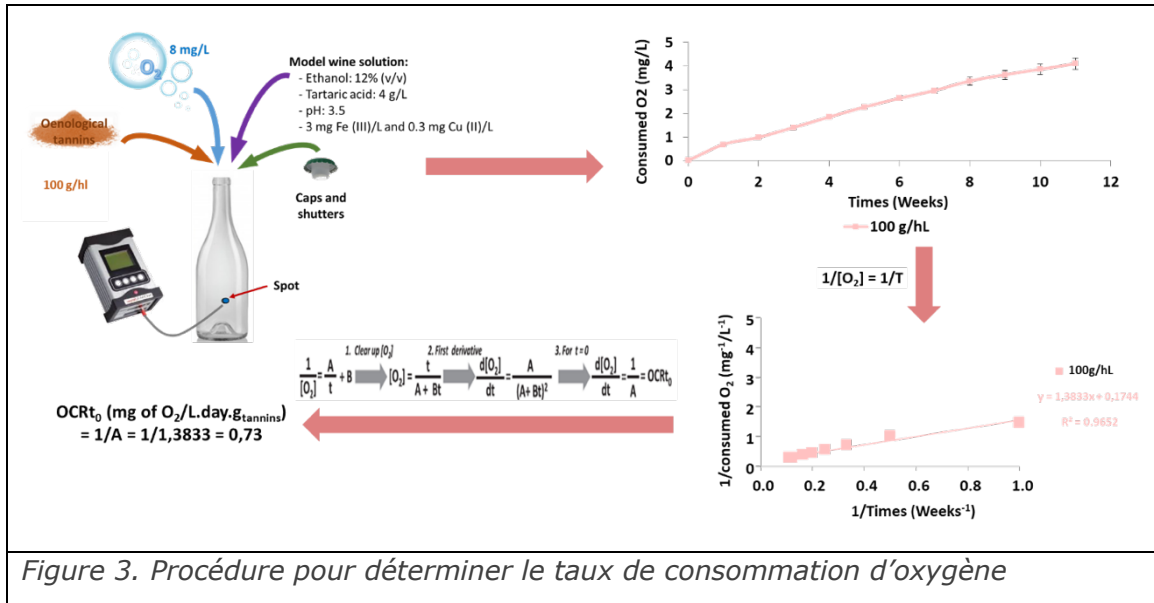 8 mg/L
O2
Oenological
tannins
100 g/hl
Model wine solution:
- Ethanol: 12% (v/v)
- Tartaric acid: 4 g/L
- pH: 3.5
- 3 mg Fe (III)/L and 0.3 mg Cu (II)/L
Caps and
shutters
Spot
Consumed O2 (mg/L)
5
4
3
2
1
0
0 2 4 6 8 10 12
Times (Weeks)
100 g/hL
1/[O₂] = 1/T
1/consumed O₂ (mg⁻¹/L⁻¹)
5
4
3
2
1
0
0.0 0.2 0.4 0.6 0.8 1.0
1/Times (Weeks⁻¹)
100g/hL
y = 1,3833x + 0,1744
R² = 0.9652
1. Clear up [O₂] 2. First derivative 3. For t = 0
1/[O₂] = A/t + B [O₂] = t/(A + Bt) d[O₂]/dt = A/(A+ Bt)² d[O₂]/dt = 1/A = OCRt₀
OCRt₀ (mg of O₂/L.day.g tannins)
= 1/A = 1/1,3833 = 0,73
Figure 3. Procédure pour déterminer le taux de consommation d'oxygène